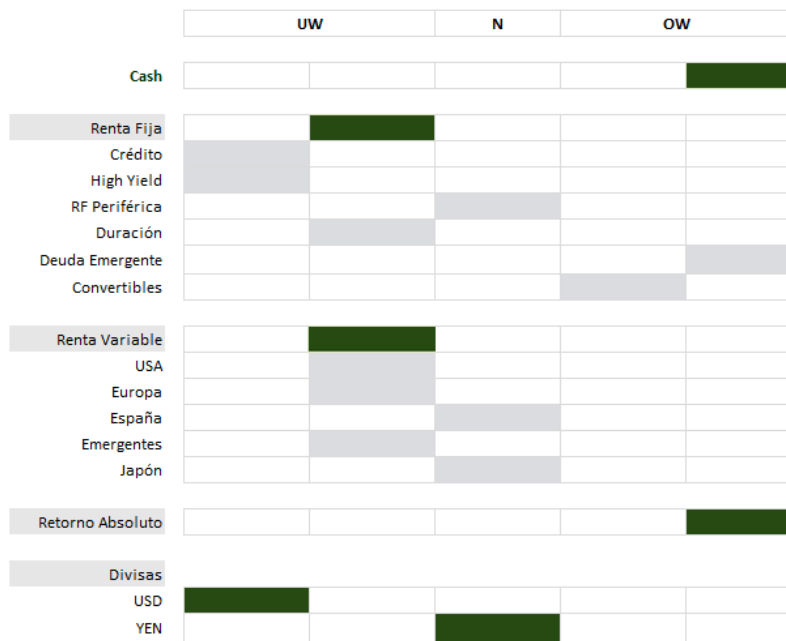 UW N OW
Cash
Renta Fija
Crédito
High Yield
RF Periférica
Duración
Deuda Emergente
Convertibles
Renta Variable
USA
Europa
España
Emergentes
Japón
Retorno Absoluto
Divisas
USD
YEN